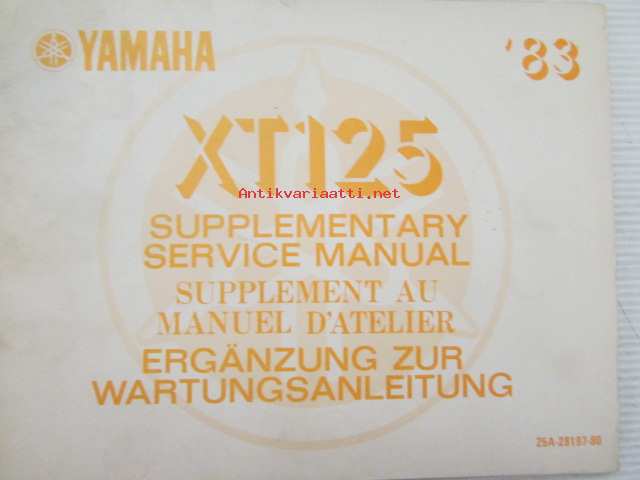 YAMAHA '83
XT125
Antikvariaatti.net
SUPPLEMENTARY
SERVICE MANUAL
SUPPLEMENT AU
MANUEL D'ATELIER
ERGÄNZUNG ZUR
WARTUNGSANLEITUNG
25A-28197-80